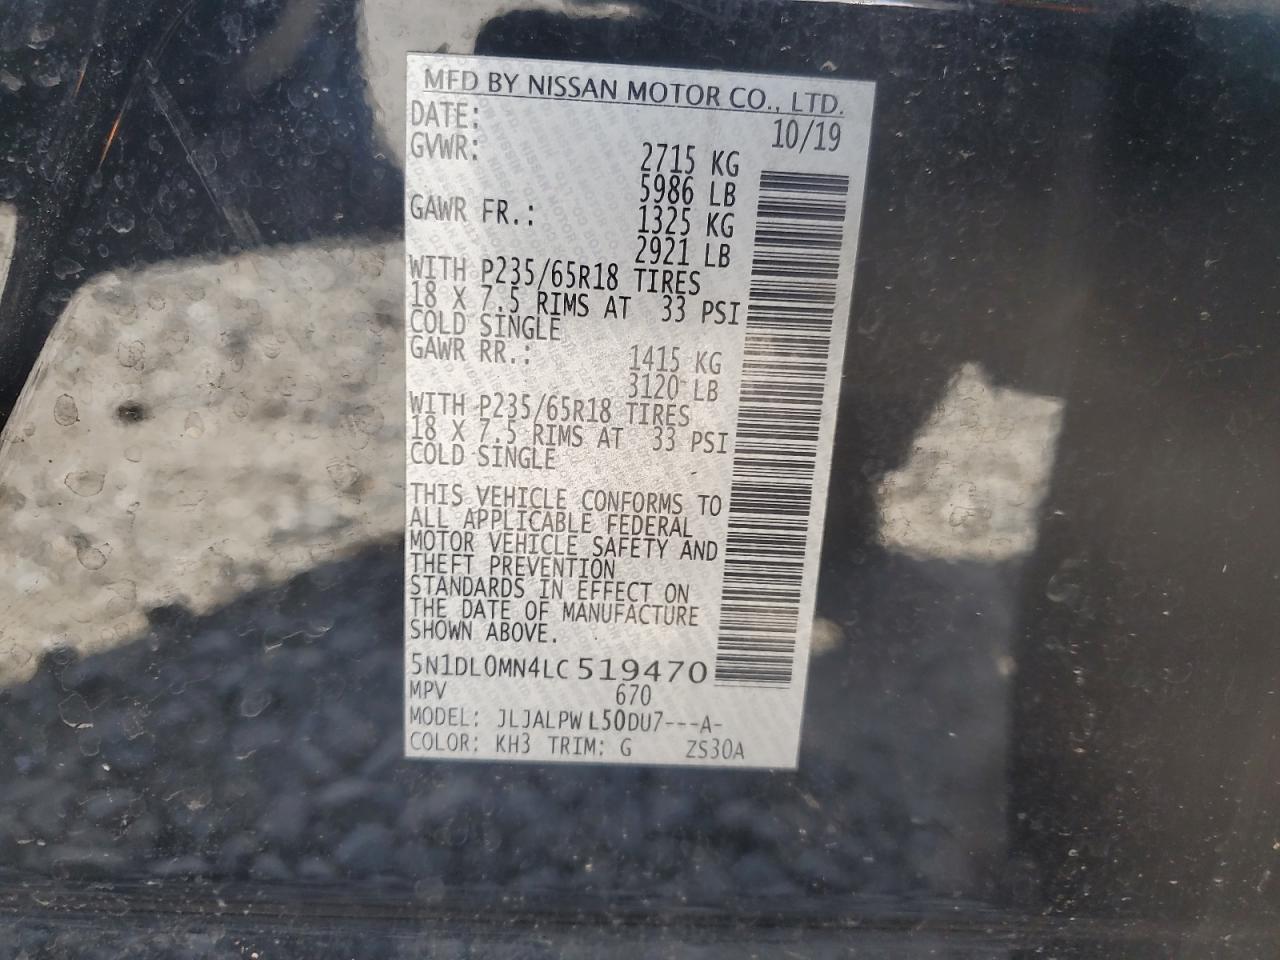 MFD BY NISSAN MOTOR CO., LTD.
DATE: 10/19
GVWR: 2715 KG
5986 LB
GAWR FR.: 1325 KG
2921 LB
WITH P235/65R18 TIRES
18 X 7.5 RIMS AT 33 PSI
COLD SINGLE
GAWR RR.: 1415 KG
3120 LB
WITH P235/65R18 TIRES
18 X 7.5 RIMS AT 33 PSI
COLD SINGLE
THIS VEHICLE CONFORMS TO
ALL APPLICABLE FEDERAL
MOTOR VEHICLE SAFETY AND
THEFT PREVENTION
STANDARDS IN EFFECT ON
THE DATE OF MANUFACTURE
SHOWN ABOVE.
5N1DL0MN4LC519470
MPV 670
MODEL: JLJALPWL50DU7---A-
COLOR: KH3 TRIM: G ZS30A